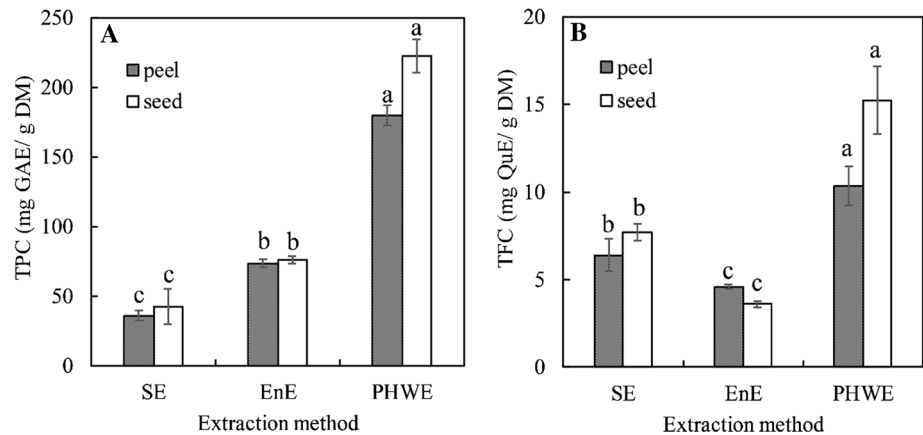 A
250
200
150
100
50
0
TPC (mg GAE/ g DM)
peel
seed
c c
b b
a a
SE EnE PHWE
Extraction method
B
20
15
10
5
0
TFC (mg QuE/ g DM)
peel
seed
b b
c c
a a
SE EnE PHWE
Extraction method